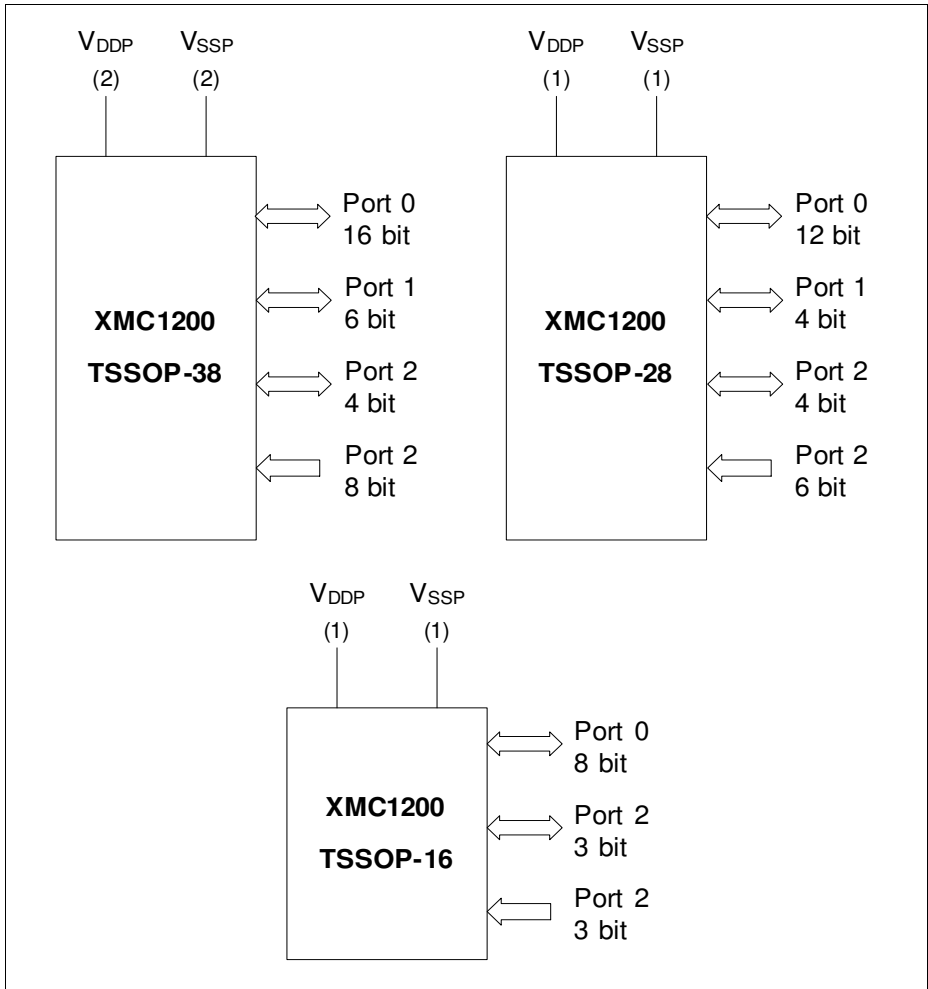 VDDP VSSP
(2) (2)
XMC1200
TSSOP-38
Port 0
16 bit
Port 1
6 bit
Port 2
4 bit
Port 2
8 bit
VDDP VSSP
(1) (1)
XMC1200
TSSOP-28
Port 0
12 bit
Port 1
4 bit
Port 2
4 bit
Port 2
6 bit
VDDP VSSP
(1) (1)
XMC1200
TSSOP-16
Port 0
8 bit
Port 2
3 bit
Port 2
3 bit